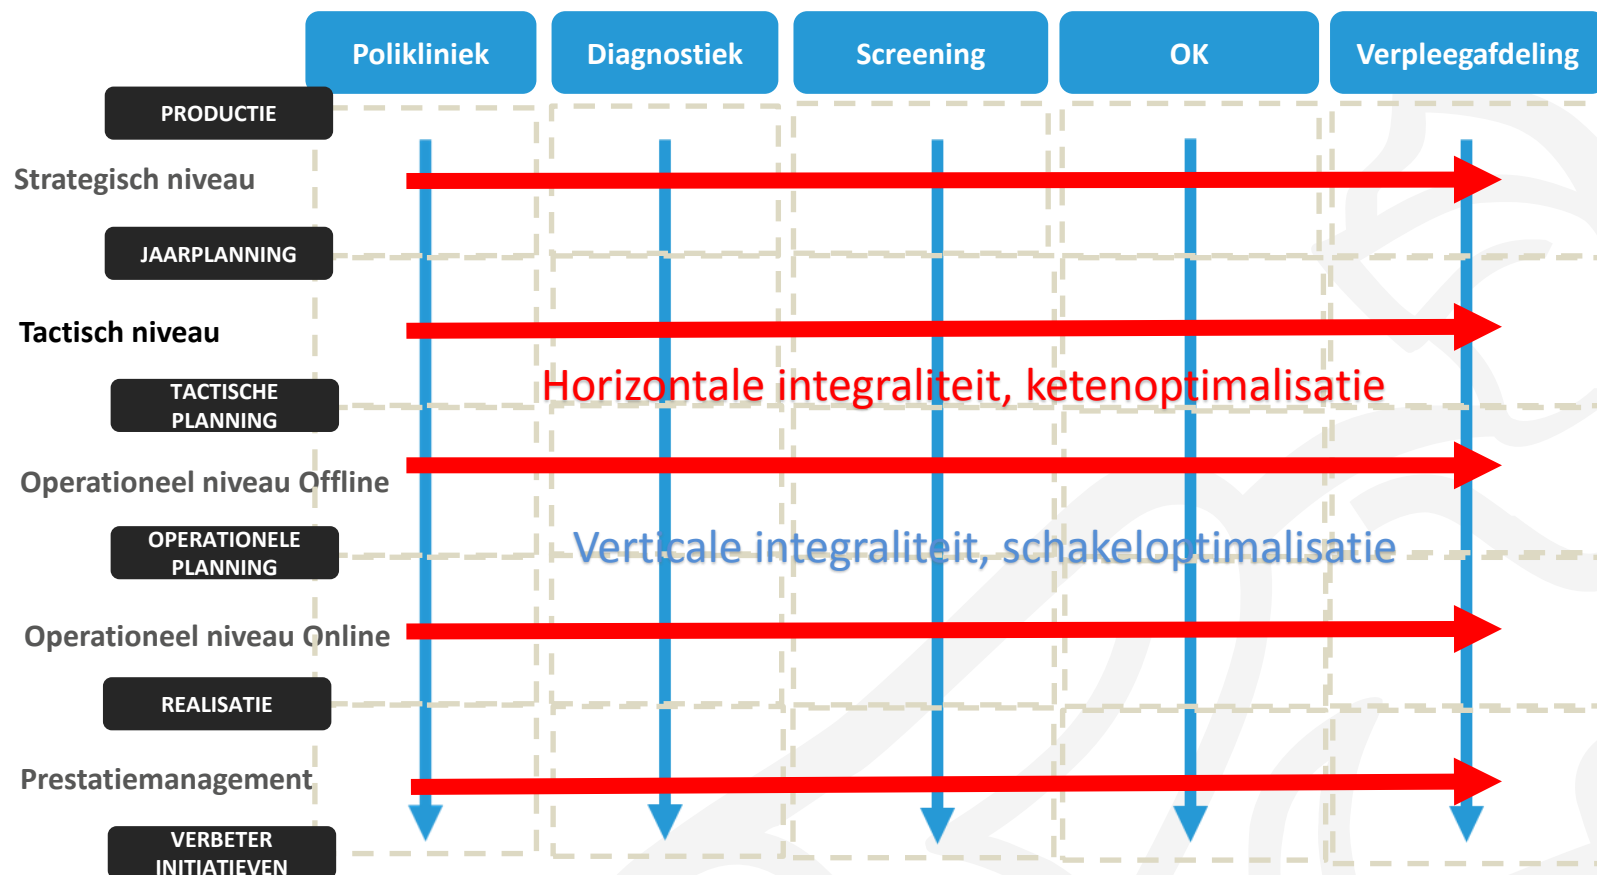 Polikliniek
Diagnostiek
Screening
OK
Verpleegafdeling
PRODUCTIE
Strategisch niveau
JAARPLANNING
Tactisch niveau
Horizontale integraliteit, ketenoptimalisatie
TACTISCHE
PLANNING
Operationeel niveau Offline
OPERATIONELE
PLANNING
Verticale integraliteit, schakeloptimalisatie
Operationeel niveau Online
REALISATIE
Prestatiemanagement
VERBETER
INITIATIEVEN